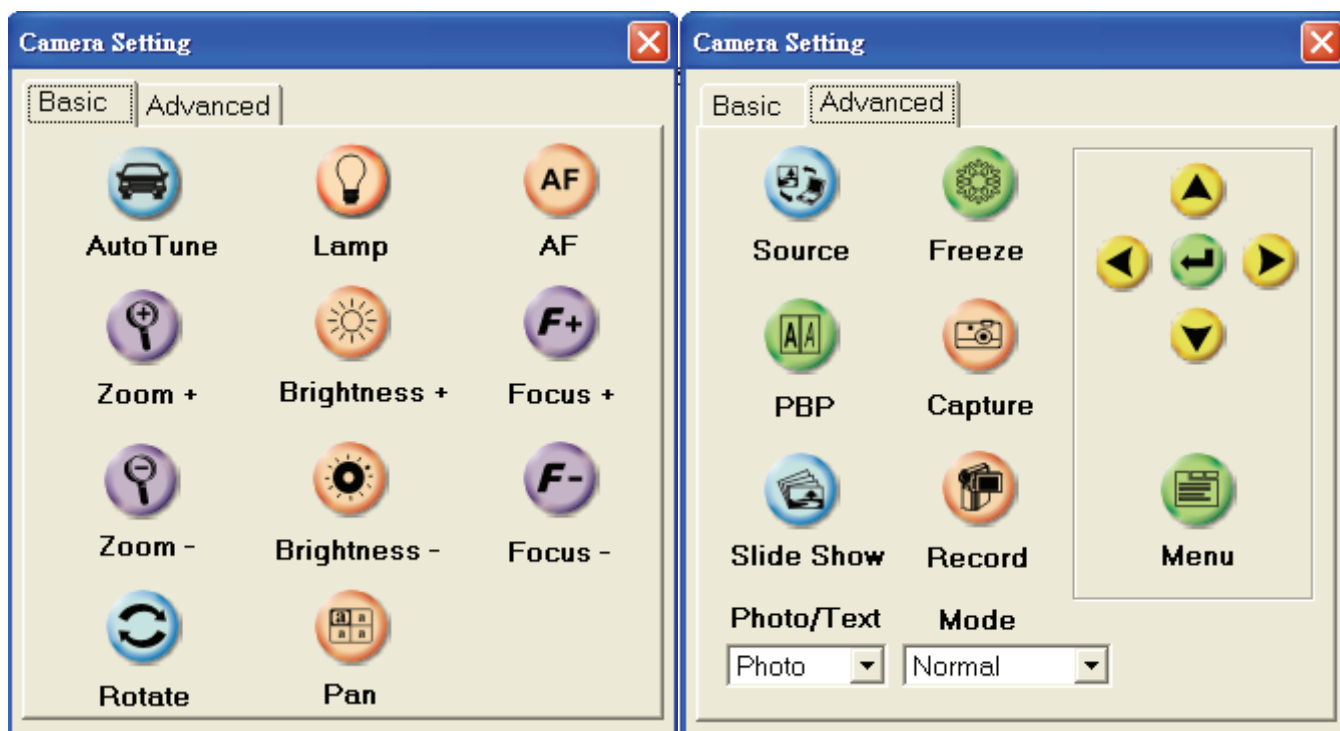 Camera Setting
Basic Advanced
AF
AutoTune Lamp AF
F+
Zoom + Brightness + Focus +
F-
Zoom - Brightness - Focus -
a a
a a
Rotate Pan
Camera Setting
Basic Advanced
Source Freeze
A A
PBP Capture
Slide Show Record Menu
Photo/Text Mode
Photo Normal